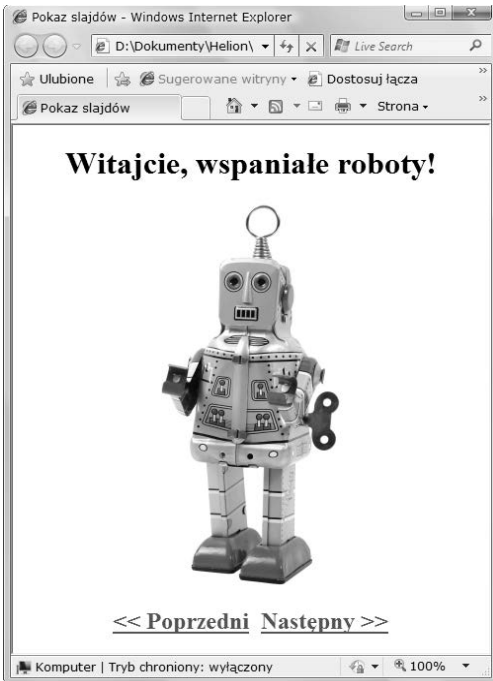 Pokaz slajdów - Windows Internet Explorer
D:\Dokumenty\Helion\ Live Search
Ulubione Sugerowane witryny Dostosuj łącza »
Pokaz slajdów Strona »
Witajcie, wspaniałe roboty!
<< Poprzedni Następny >>
Komputer | Tryb chroniony: wyłączony 100%